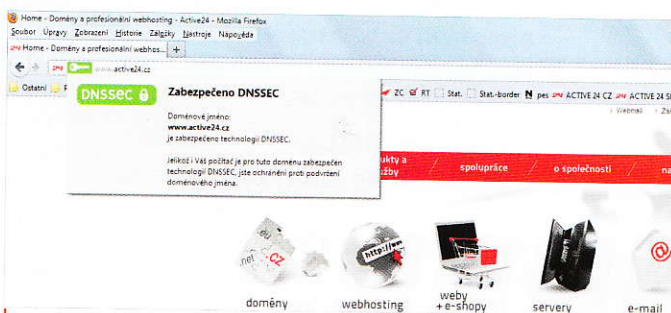 Home - Domény a profesionální webhosting - Active24 - Mozilla Firefox
Soubor Úpravy Zobrazení Historie Záložky Nástroje Nápověda
Home - Domény a profesionální webhos... +
www.active24.cz
Ostatní
ZC RT Stat. Stat.-border N pes ACTIVE 24 CZ ACTIVE 24 S
Webmail
DNSSEC Zabezpečeno DNSSEC
Doménové jméno:
www.active24.cz
je zabezpečeno technologií DNSSEC.
Jelikož i Váš počítač je pro tuto doménu zabezpečen
technologií DNSSEC, jste ochráněni proti podvržení
doménového jména.
ukty a
žby / spolupráce / o společnosti / na
.eu
.net .cz
http://ww
@
domény webhosting weby
+e-shopy servery e-mail